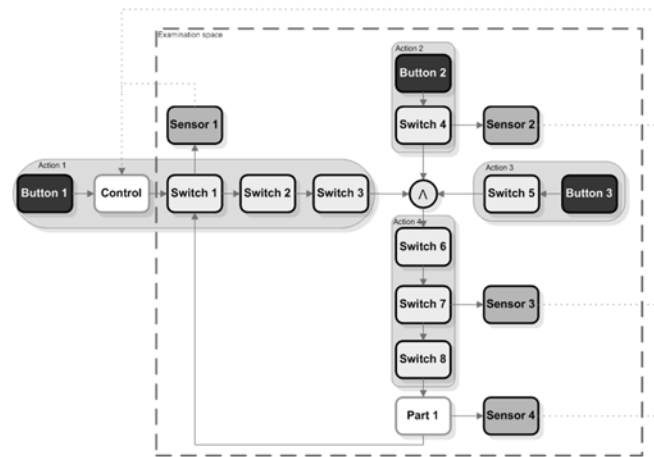 Examination space
Action 2
Button 2
Switch 4
Sensor 2
Sensor 1
Action 1
Button 1
Control
Switch 1
Switch 2
Switch 3
Λ
Action 3
Switch 5
Button 3
Action 4
Switch 6
Switch 7
Sensor 3
Switch 8
Part 1
Sensor 4